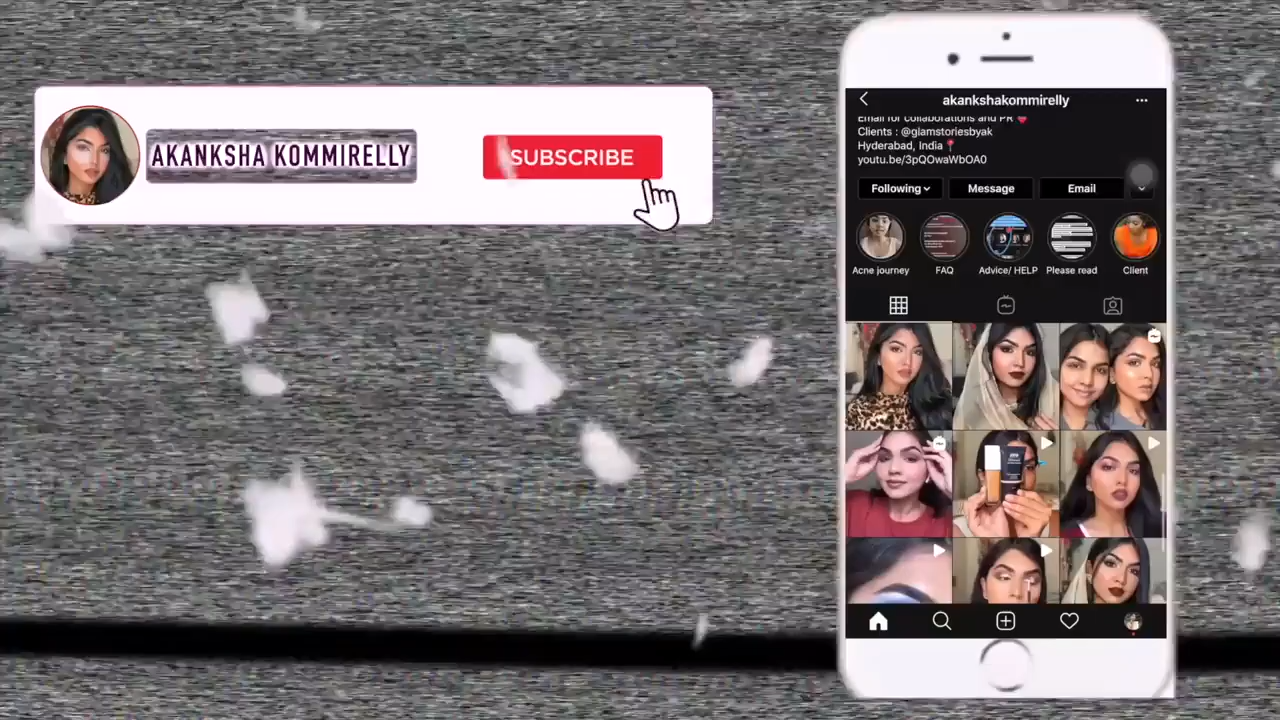 AKANKSHA KOMMIRELLY
SUBSCRIBE
akankshakommirelly
Email for collaborations and PR
Clients : @glamstoriesbyak
Hyderabad, India
youtu.be/3pQOwaWbOA0
Following
Message
Email
Acne journey
FAQ
Advice/ HELP
Please read
Client